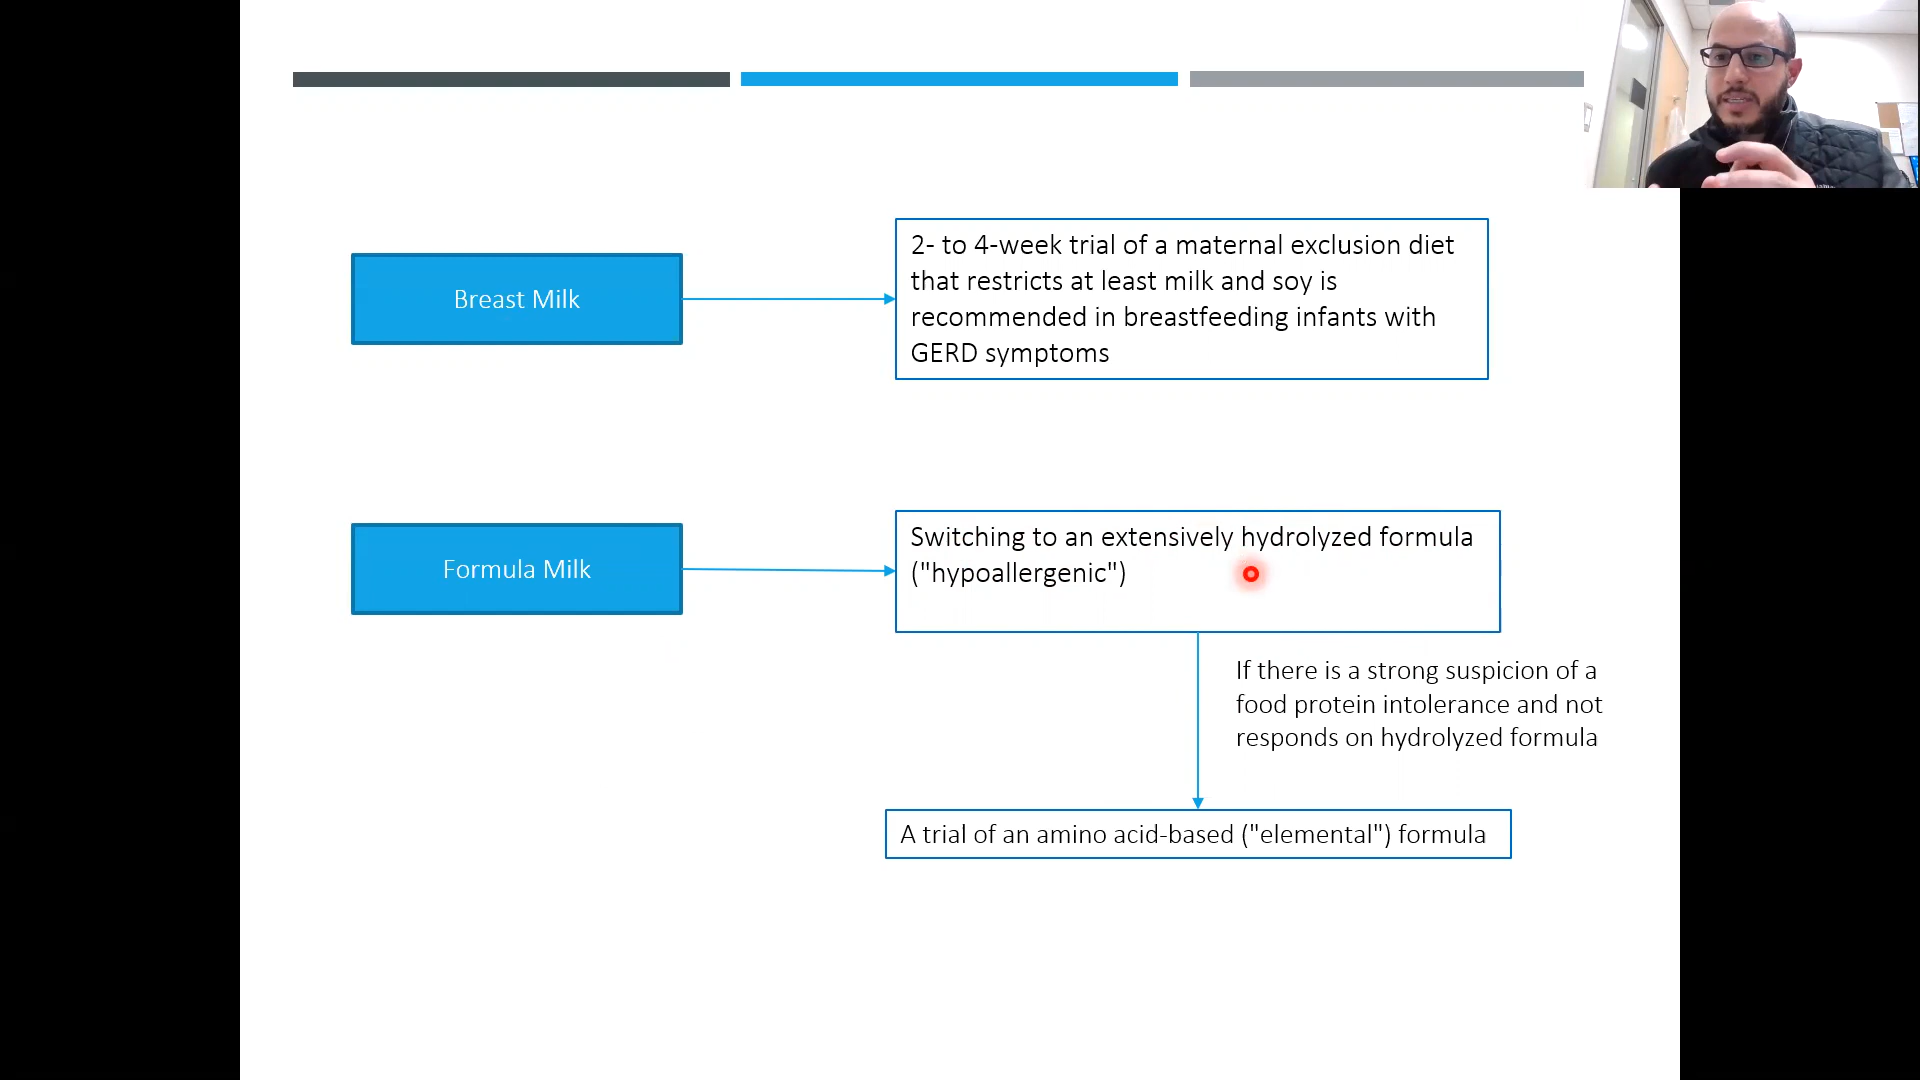 Breast Milk
2- to 4-week trial of a maternal exclusion diet
that restricts at least milk and soy is
recommended in breastfeeding infants with
GERD symptoms
Formula Milk
Switching to an extensively hydrolyzed formula
("hypoallergenic")
If there is a strong suspicion of a
food protein intolerance and not
responds on hydrolyzed formula
A trial of an amino acid-based ("elemental") formula